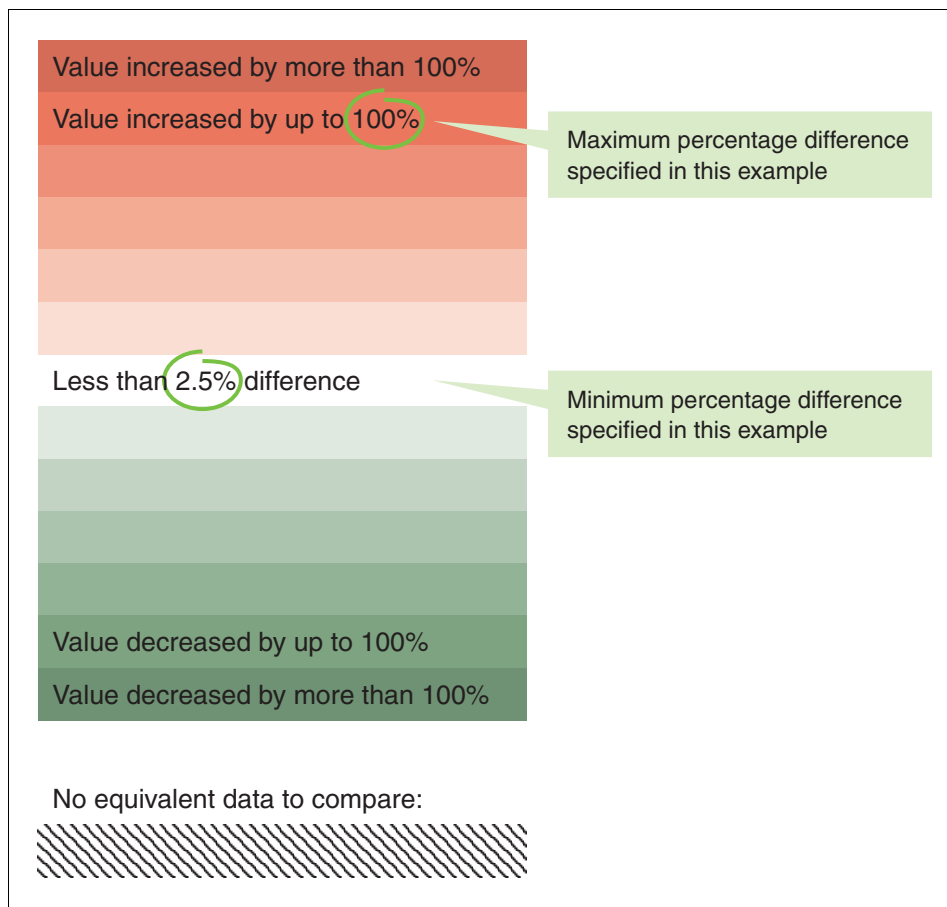 Value increased by more than 100%
Value increased by up to 100%
Maximum percentage difference
specified in this example
Less than 2.5% difference
Minimum percentage difference
specified in this example
Value decreased by up to 100%
Value decreased by more than 100%
No equivalent data to compare: